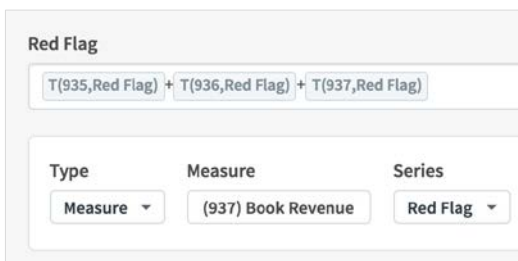 Red Flag
T(935,Red Flag) + T(936,Red Flag) + T(937,Red Flag)
Type Measure Series
Measure (937) Book Revenue Red Flag